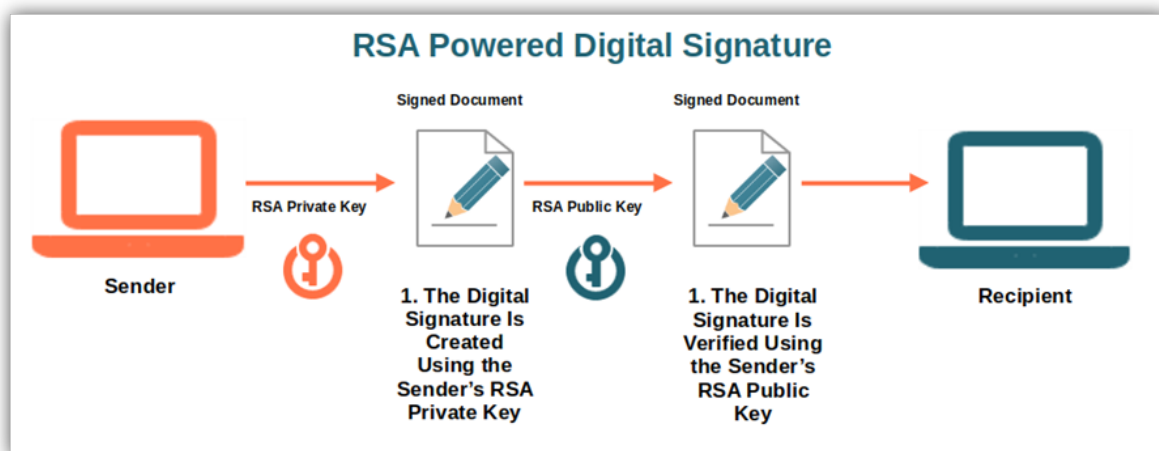 RSA Powered Digital Signature
Signed Document
Signed Document
RSA Private Key
RSA Public Key
Sender
Recipient
1. The Digital
Signature Is
Created
Using the
Sender’s RSA
Private Key
1. The Digital
Signature Is
Verified Using
the Sender’s
RSA Public
Key